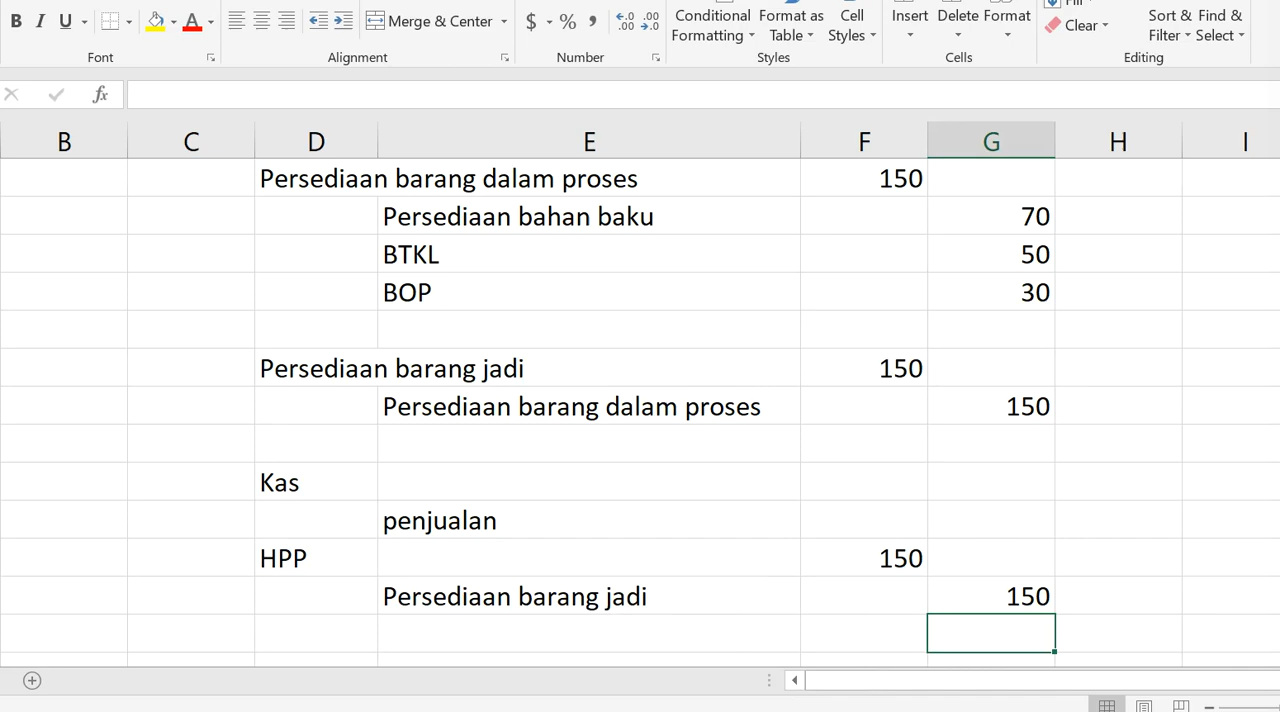 B I U A Merge & Center $ % , Conditional Formatting Format as Table Cell Styles Insert Delete Format Clear Sort & Filter Find & Select
Font Alignment Number Styles Cells Editing
fx
B C D E F G H I
Persediaan barang dalam proses 150
Persediaan bahan baku 70
BTKL 50
BOP 30
Persediaan barang jadi 150
Persediaan barang dalam proses 150
Kas
penjualan
HPP 150
Persediaan barang jadi 150